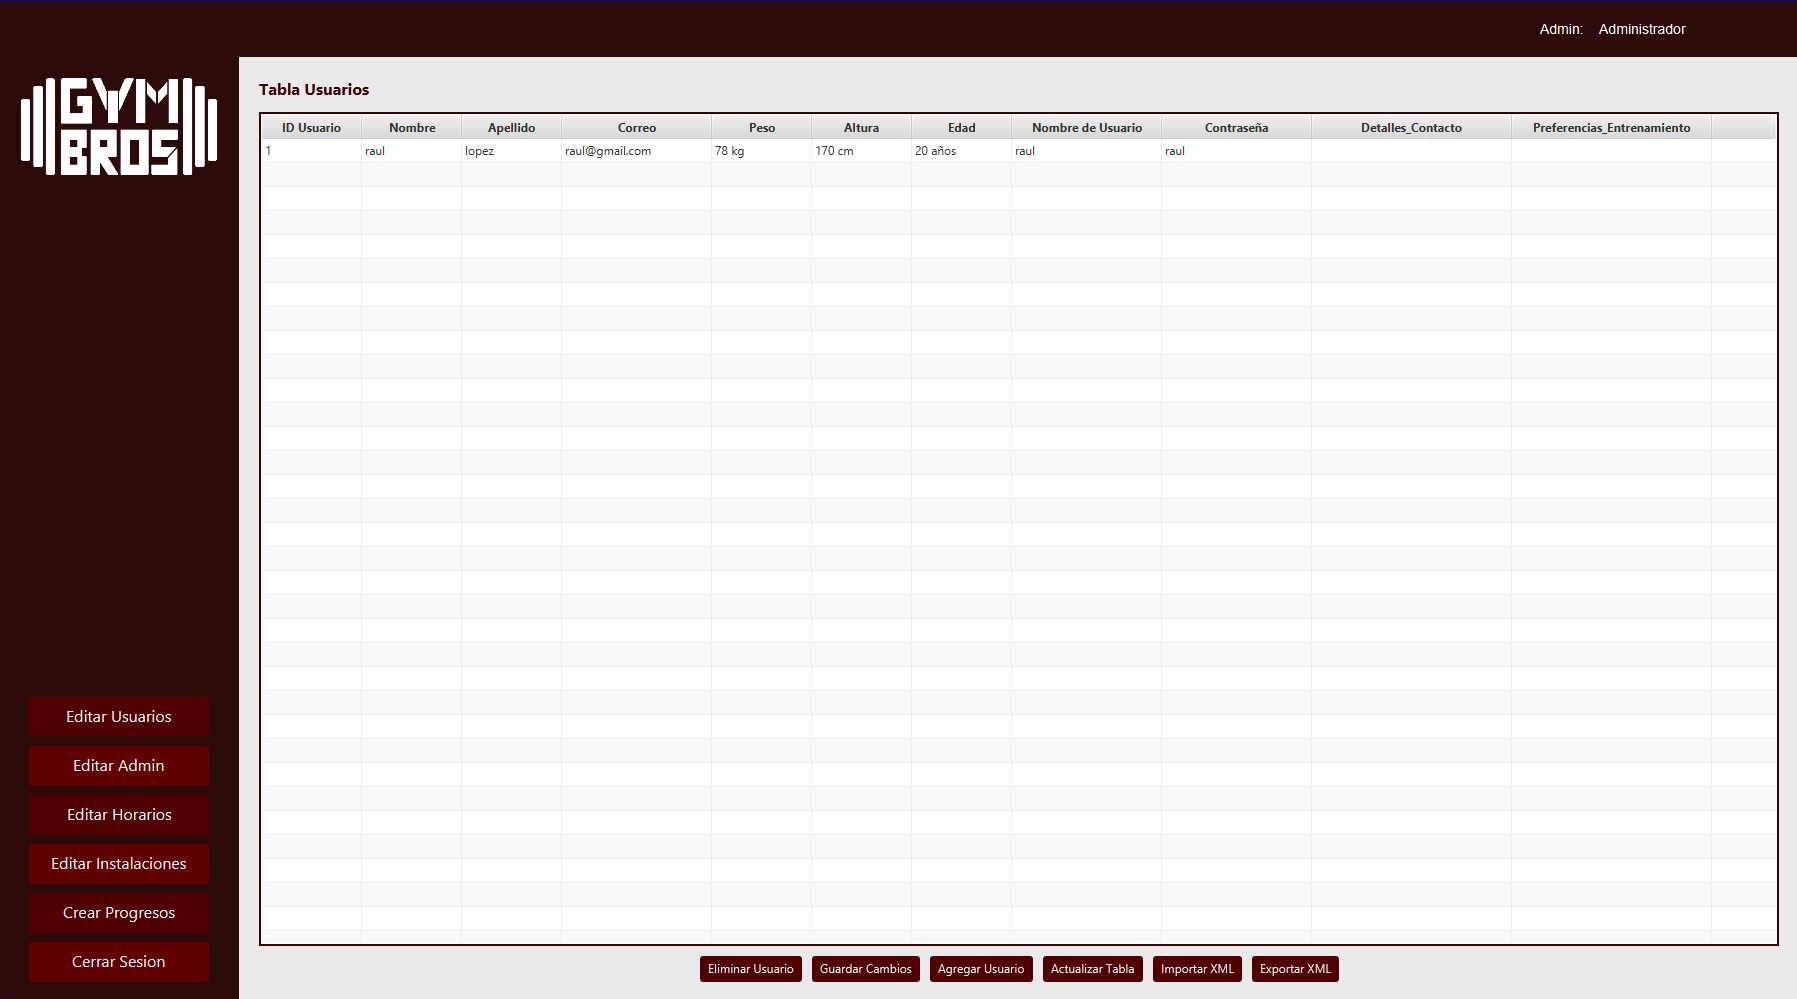 Admin: Administrador
GYM
BROS
Tabla Usuarios
ID Usuario Nombre Apellido Correo Peso Altura Edad Nombre de Usuario Contraseña Detalles_Contacto Preferencias_Entrenamiento
1 raul lopez raul@gmail.com 78 kg 170 cm 20 años raul raul
Editar Usuarios
Editar Admin
Editar Horarios
Editar Instalaciones
Crear Progresos
Cerrar Sesion
Eliminar Usuario Guardar Cambios Agregar Usuario Actualizar Tabla Importar XML Exportar XML